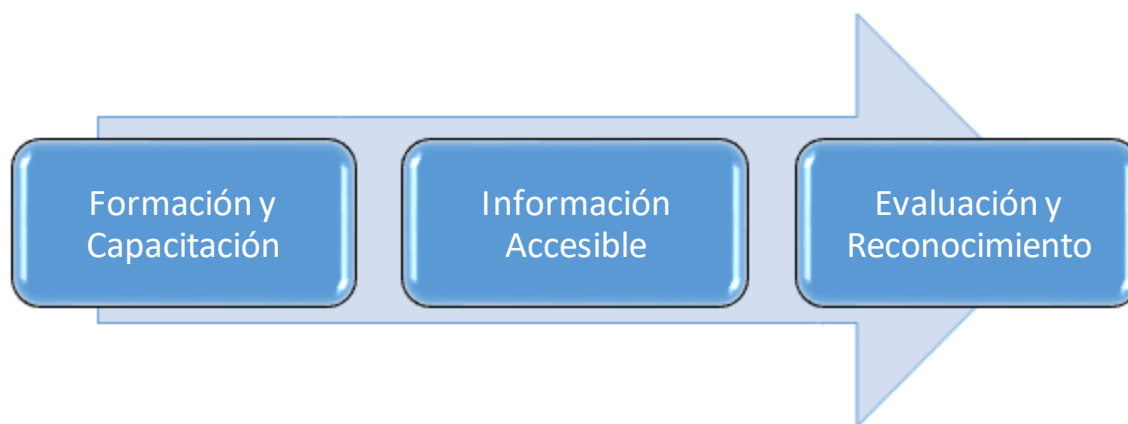 Formación y
Capacitación
Información
Accesible
Evaluación y
Reconocimiento